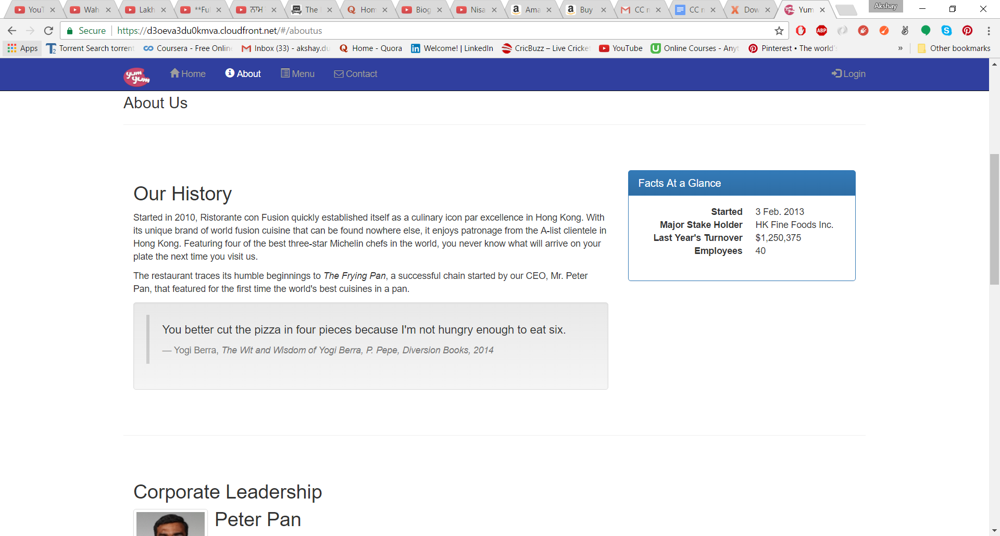 YouT
Wah
Lakh
**Ful
ਨਾਮ
The
Hom
Biog
Nisa
Ama
Buy
CC n
CC n
Dow
Yum
Akshay
Secure https://d3oeva3du0kmva.cloudfront.net/#/aboutus
ABP
Apps
Torrent Search torrent
Coursera - Free Onlin
Inbox (33) - akshay.du
Home - Quora
Welcome! | LinkedIn
CricBuzz – Live Cricket
YouTube
Online Courses - Anyt
Pinterest • The world's
»
Other bookmarks
yum yum
Home
About
Menu
Contact
Login
About Us
Our History
Started in 2010, Ristorante con Fusion quickly established itself as a culinary icon par excellence in Hong Kong. With
its unique brand of world fusion cuisine that can be found nowhere else, it enjoys patronage from the A-list clientele in
Hong Kong. Featuring four of the best three-star Michelin chefs in the world, you never know what will arrive on your
plate the next time you visit us.
The restaurant traces its humble beginnings to The Frying Pan, a successful chain started by our CEO, Mr. Peter
Pan, that featured for the first time the world's best cuisines in a pan.
You better cut the pizza in four pieces because I'm not hungry enough to eat six.
— Yogi Berra, The Wit and Wisdom of Yogi Berra, P. Pepe, Diversion Books, 2014
Facts At a Glance
Started 3 Feb. 2013
Major Stake Holder HK Fine Foods Inc.
Last Year's Turnover $1,250,375
Employees 40
Corporate Leadership
Peter Pan